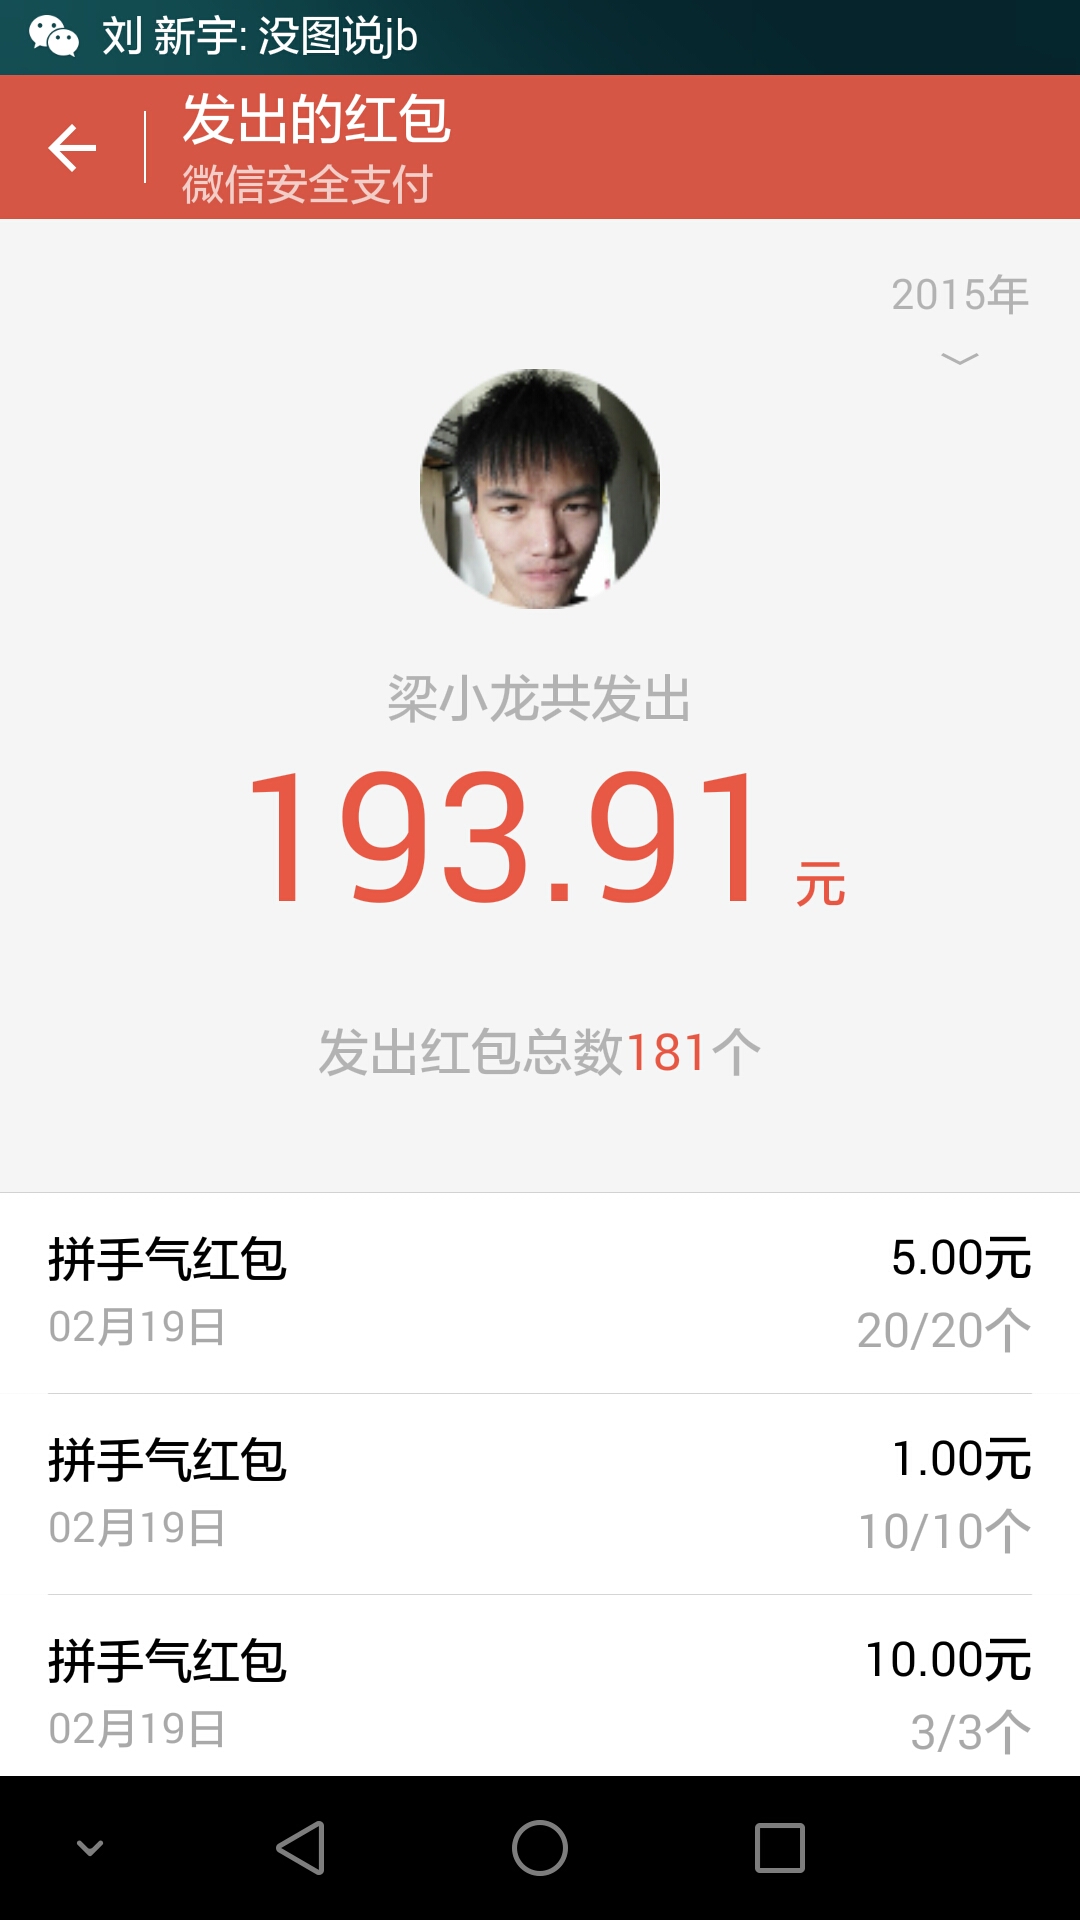 刘 新宇: 没图说jb
发出的红包
微信安全支付
2015年
梁小龙共发出
193.91元
发出红包总数181个
拼手气红包 5.00元
02月19日 20/20个
拼手气红包 1.00元
02月19日 10/10个
拼手气红包 10.00元
02月19日 3/3个